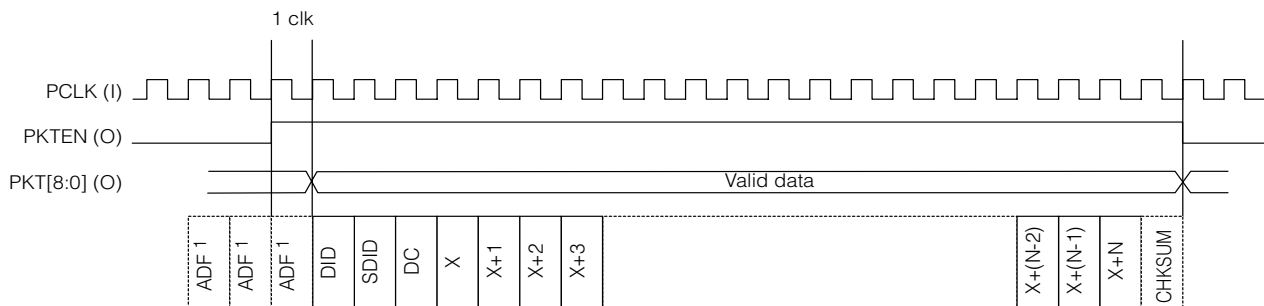 1 clk
PCLK (I)
PKTEN (O)
PKT[8:0] (O)
Valid data
ADF 1
ADF 1
ADF 1
DID
SDID
DC
X
X+1
X+2
X+3
X+(N-2)
X+(N-1)
X+N
CHKSUM